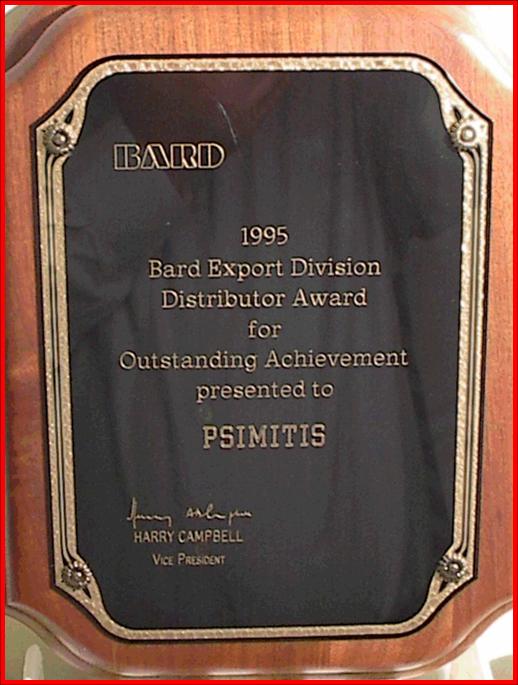 BARD
1995
Bard Export Division
Distributor Award
for
Outstanding Achievement
presented to
PSIMITIS
HARRY CAMPBELL
VICE PRESIDENT